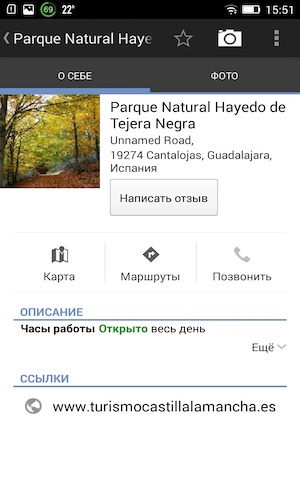 69 22° 15:51
Parque Natural Haye
О СЕБЕ ФОТО
Parque Natural Hayedo de
Tejera Negra
Unnamed Road,
19274 Cantalojas, Guadalajara,
Испания
Написать отзыв
Карта Маршруты Позвонить
ОПИСАНИЕ
Часы работы Открыто весь день
Ещё
ССЫЛКИ
www.turismocastillalamancha.es